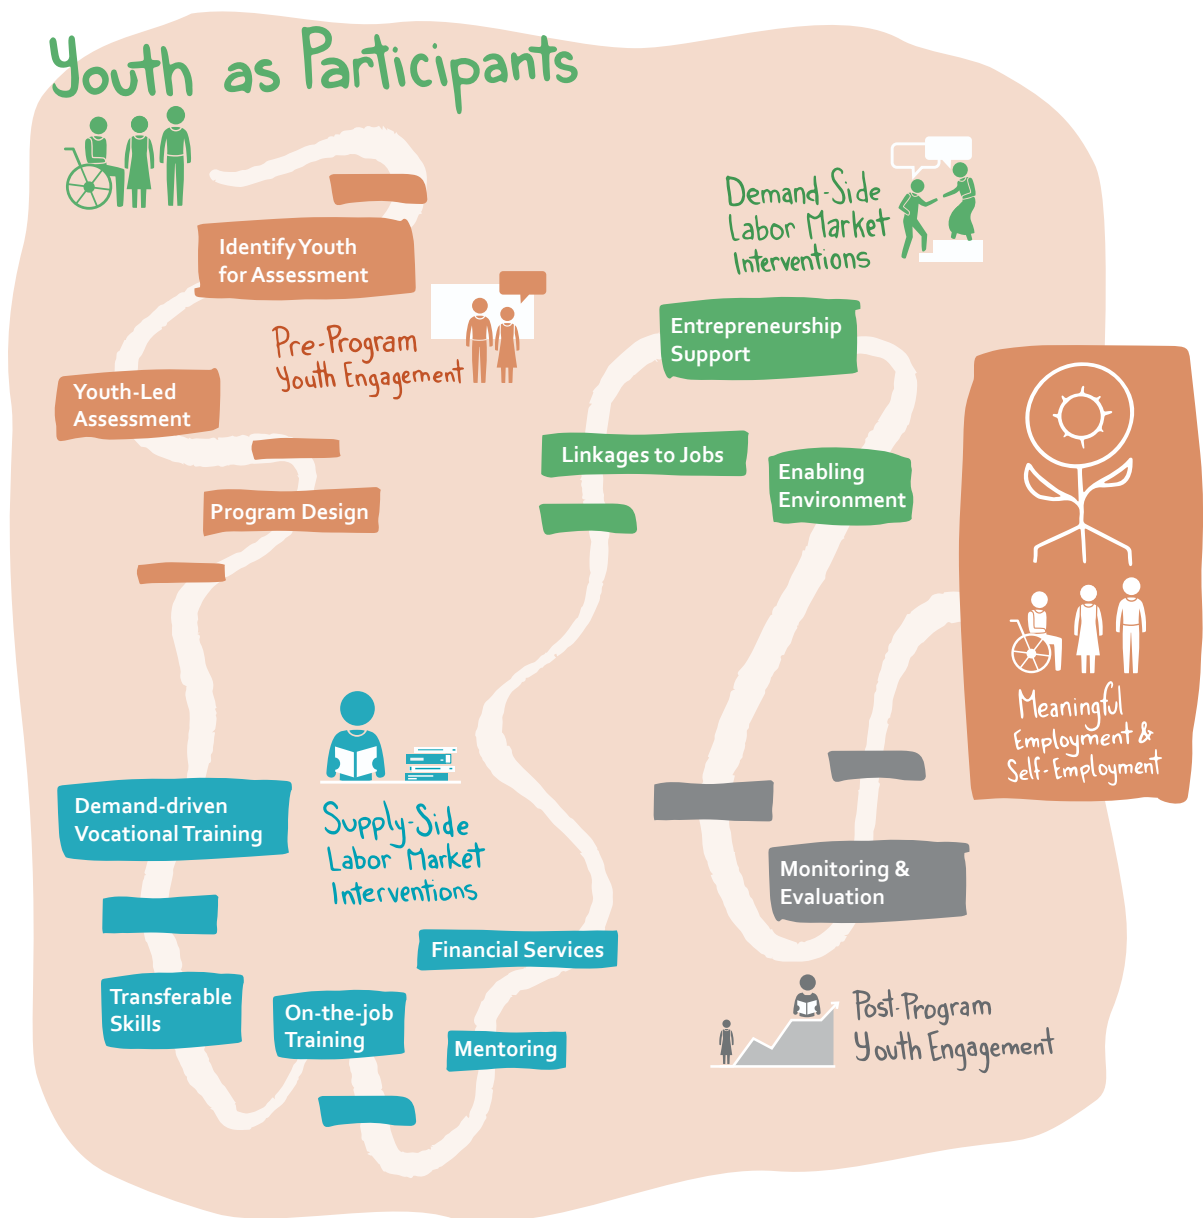 Youth as Participants
Identify Youth
for Assessment
Pre-Program
Youth Engagement
Youth-Led
Assessment
Program Design
Demand-driven
Vocational Training
Supply-Side
Labor Market
Interventions
Transferable
Skills
On-the-job
Training
Mentoring
Financial Services
Linkages to Jobs
Entrepreneurship
Support
Demand-Side
Labor Market
Interventions
Enabling
Environment
Monitoring &
Evaluation
Post-Program
Youth Engagement
Meaningful
Employment &
Self-Employment